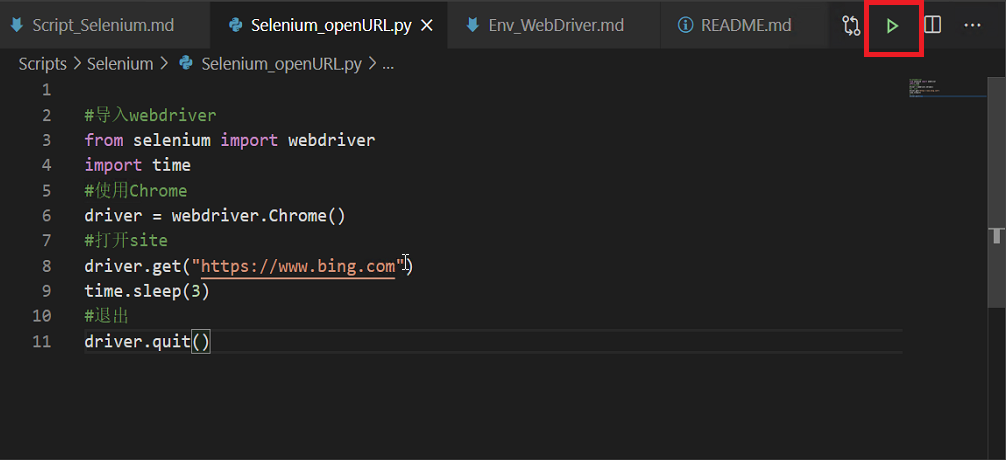 Script_Selenium.md Selenium_openURL.py Env_WebDriver.md README.md
Scripts > Selenium > Selenium_openURL.py > ...
1
2 #导入webdriver
3 from selenium import webdriver
4 import time
5 #使用Chrome
6 driver = webdriver.Chrome()
7 #打开site
8 driver.get("https://www.bing.com")
9 time.sleep(3)
10 #退出
11 driver.quit()